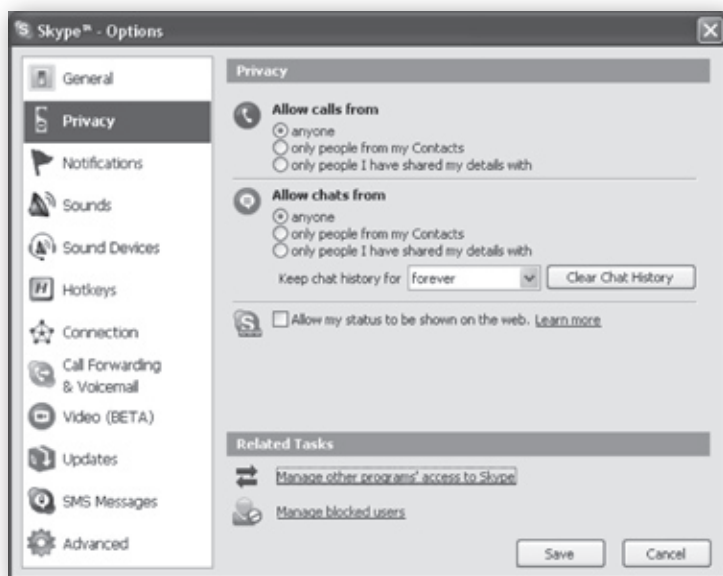 Skype™ - Options
General
Privacy
Notifications
Sounds
Sound Devices
Hotkeys
Connection
Call Forwarding
& Voicemail
Video (BETA)
Updates
SMS Messages
Advanced
Privacy
Allow calls from
anyone
only people from my Contacts
only people I have shared my details with
Allow chats from
anyone
only people from my Contacts
only people I have shared my details with
Keep chat history for forever Clear Chat History
Allow my status to be shown on the web. Learn more
Related Tasks
Manage other programs' access to Skype
Manage blocked users
Save Cancel